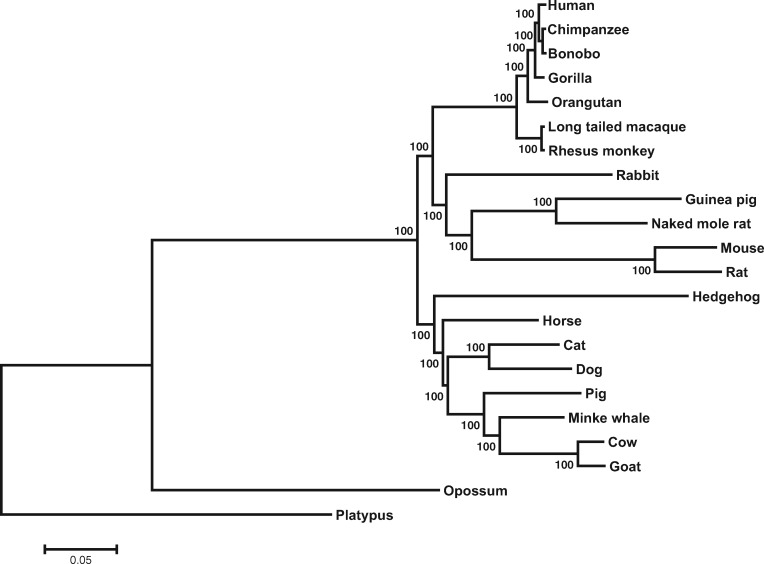 Human
100
Chimpanzee
100
100
Bonobo
100
Gorilla
100
Orangutan
Long tailed macaque
100
Rhesus monkey
100
Rabbit
100
Guinea pig
100
Naked mole rat
100
100
Mouse
100
Rat
Hedgehog
100
Horse
100
Cat
100
Dog
100
Pig
100
Minke whale
100
Cow
100
Goat
Opossum
Platypus
0.05